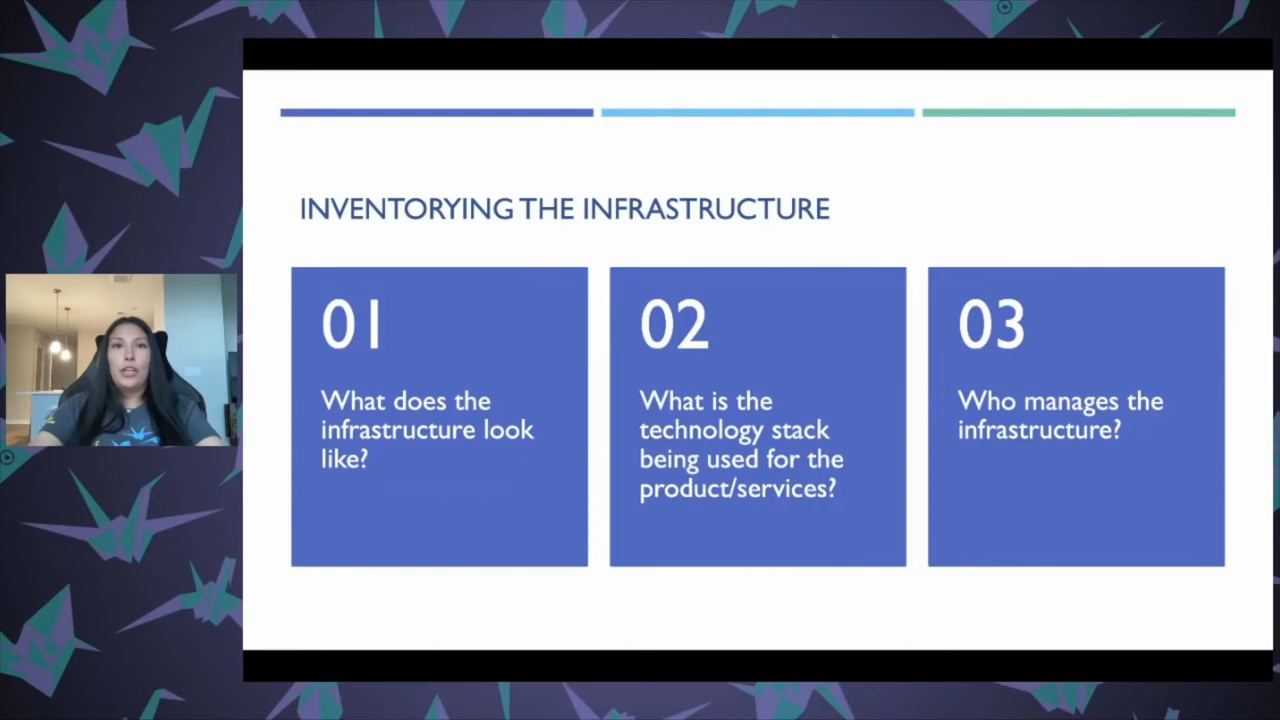 INVENTORYING THE INFRASTRUCTURE
01
What does the
infrastructure look
like?
02
What is the
technology stack
being used for the
product/services?
03
Who manages the
infrastructure?